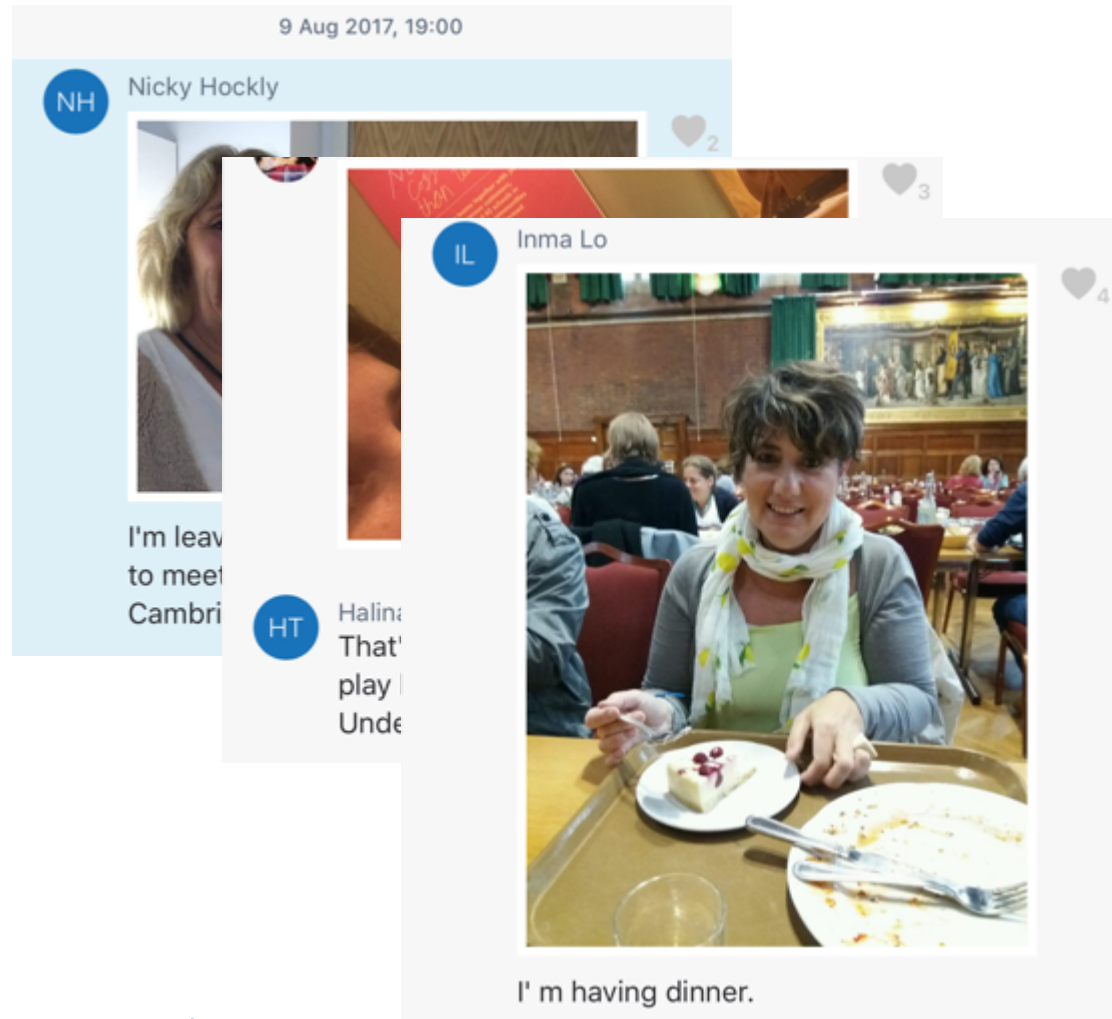 9 Aug 2017, 19:00
NH
Nicky Hockly
2
I'm leav
to meet
Cambri
3
than
HT
Halina
That'
play
Unde
IL
Inma Lo
4
I' m having dinner.